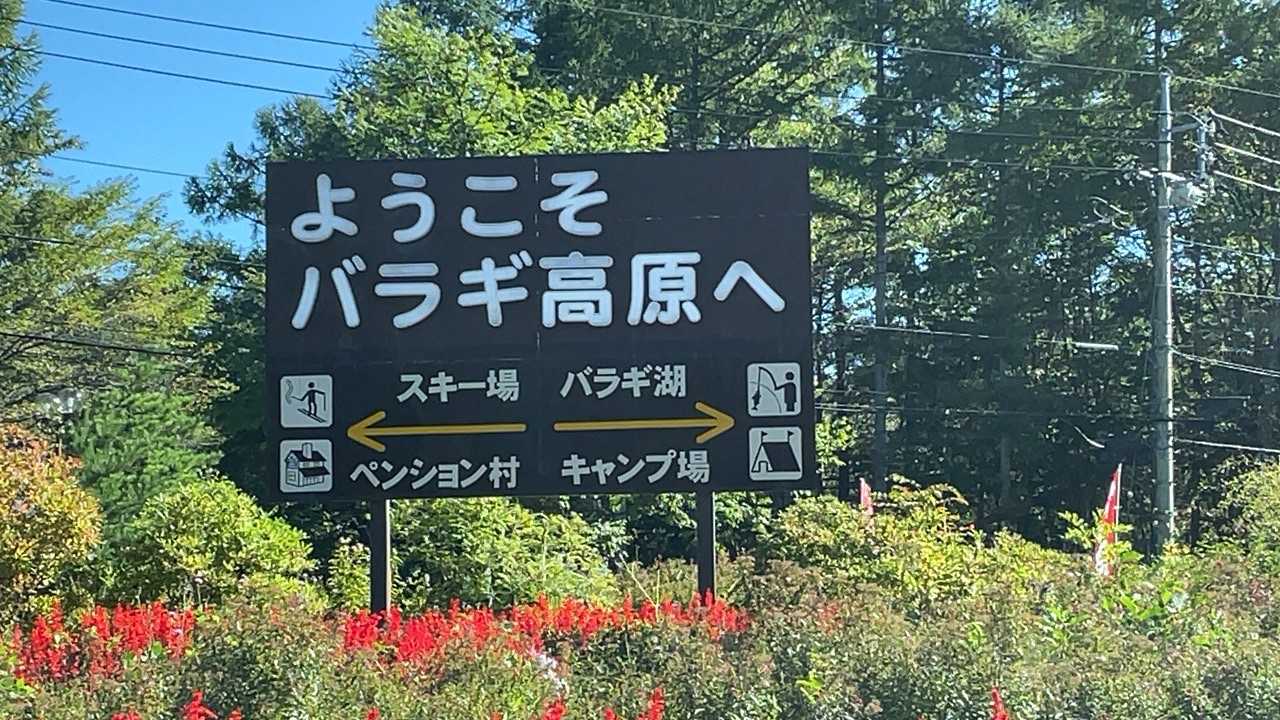 ようこそ
バラギ高原へ
スキー場
ペンション村
バラギ湖
キャンプ場